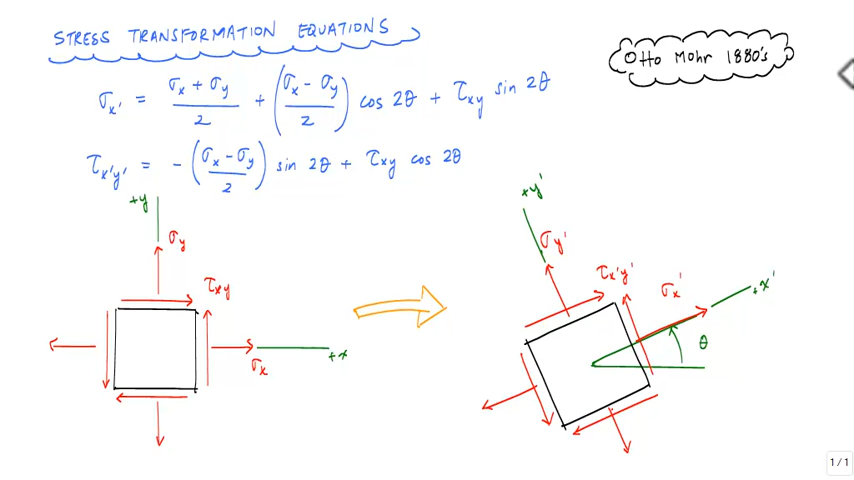 STRESS TRANSFORMATION EQUATIONS
Otto Mohr 1880's
σx' = σx + σy / 2 + (σx - σy / 2) cos 2θ + τxy sin 2θ
τx'y' = - (σx - σy / 2) sin 2θ + τxy cos 2θ
+y
σy
τxy
σx
+x
+y'
σy'
τx'y'
σx'
+x'
θ
1/1